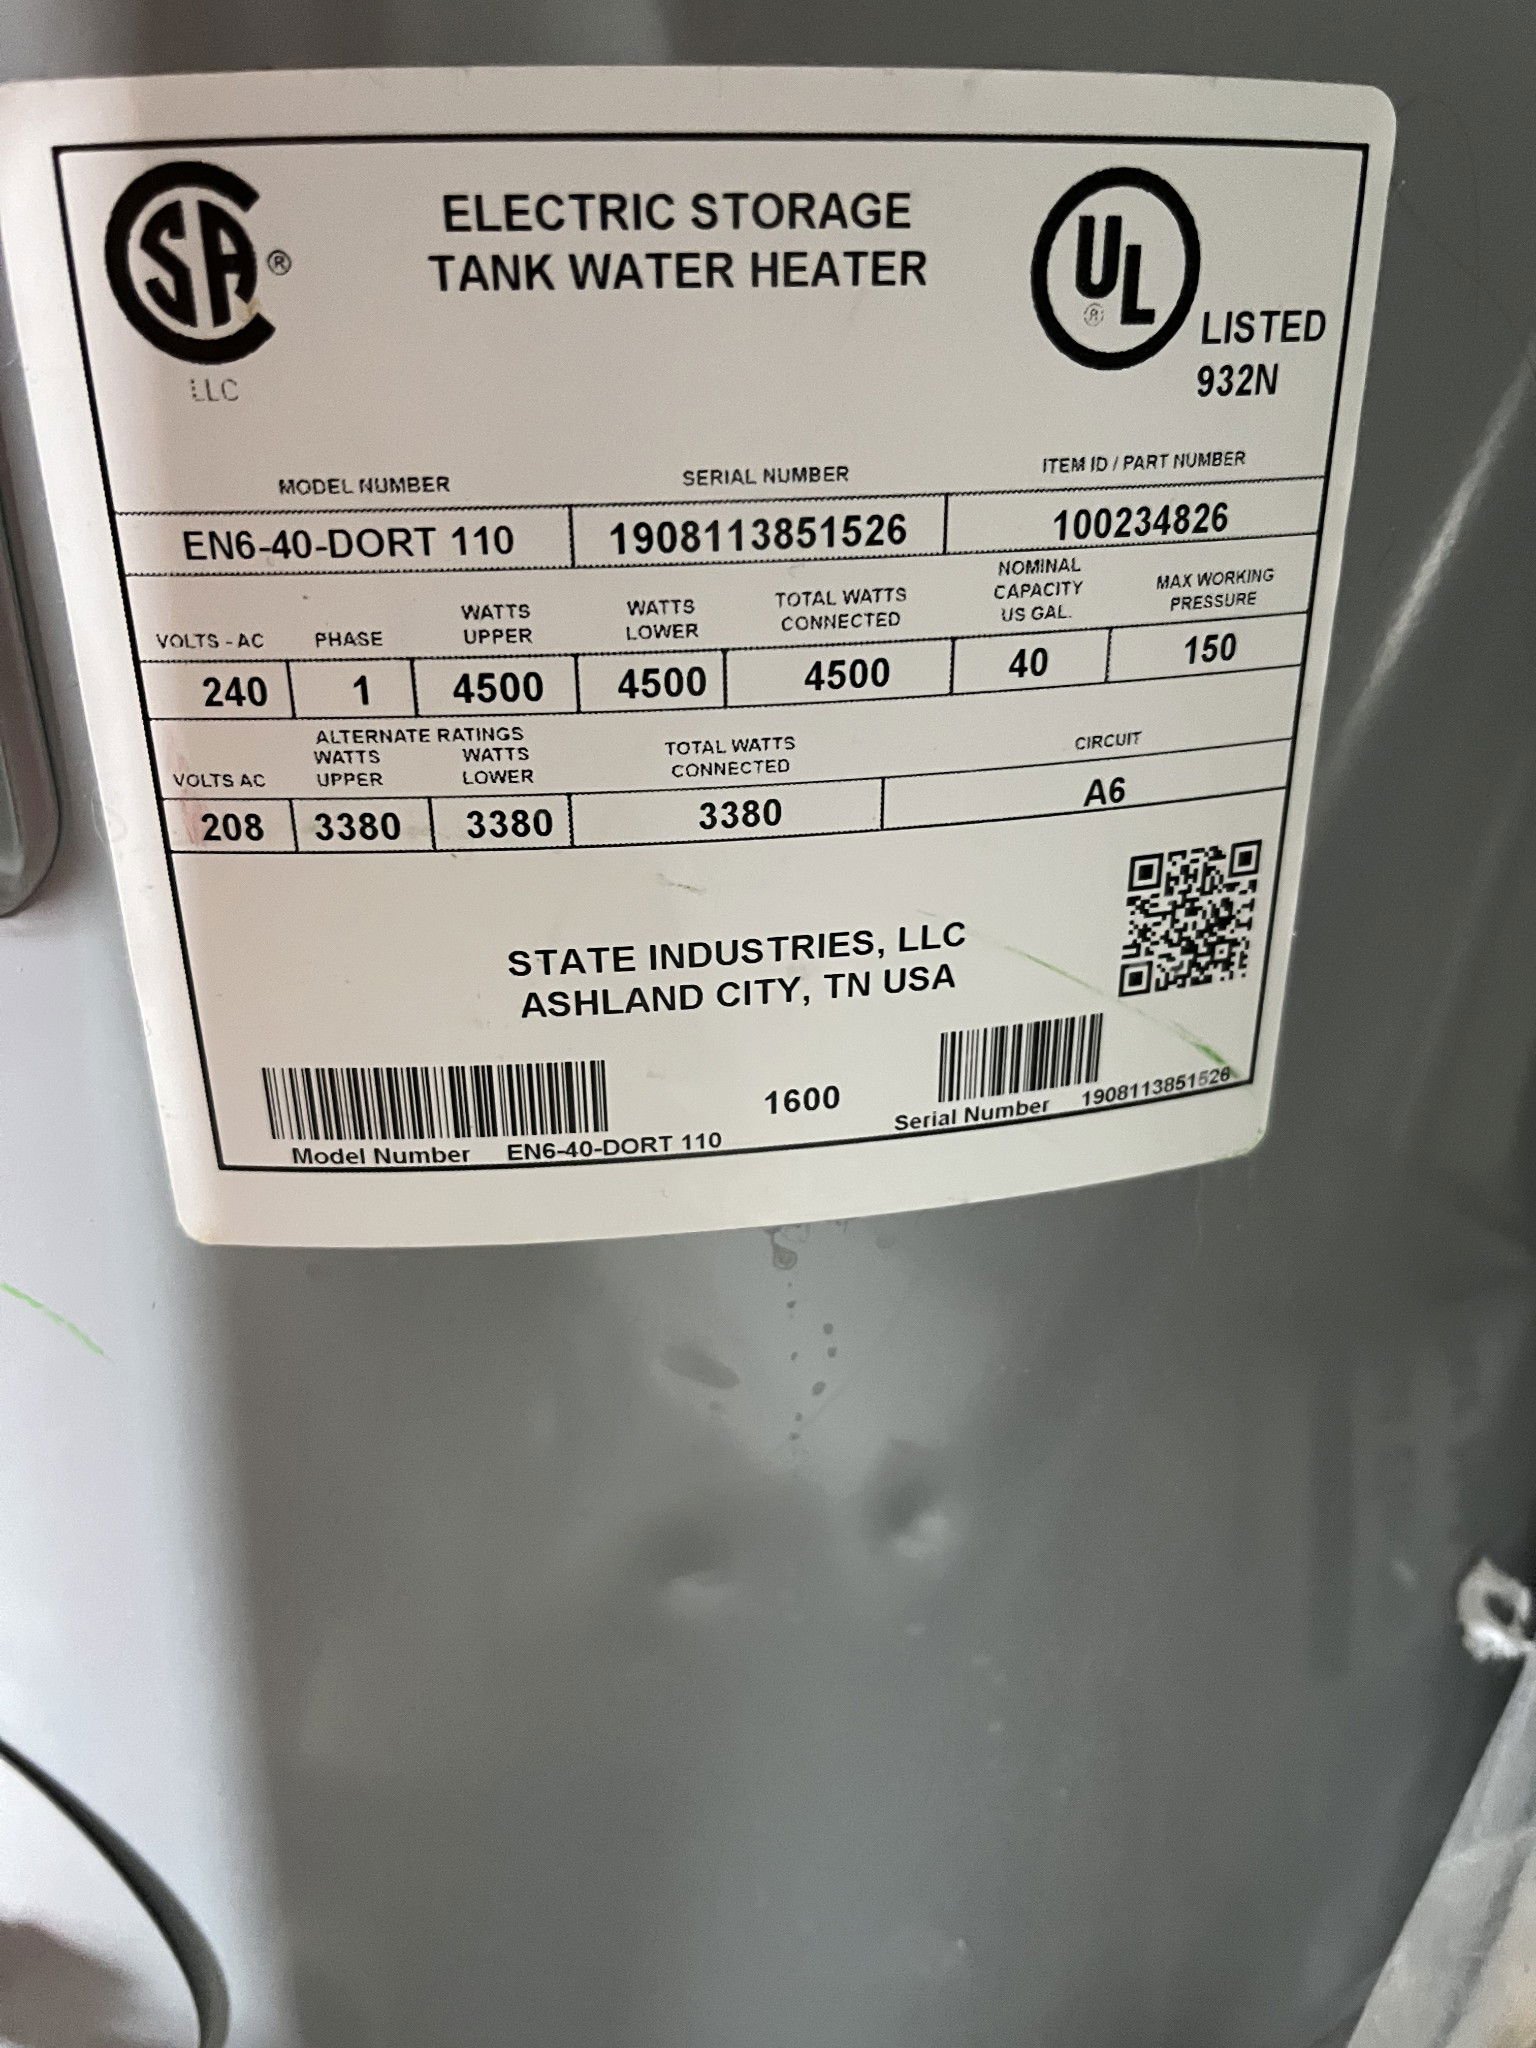 SA®
LLC
ELECTRIC STORAGE
TANK WATER HEATER
UL
®
LISTED
932N
MODEL NUMBER SERIAL NUMBER ITEM ID / PART NUMBER
EN6-40-DORT 110 1908113851526 100234826
VOLTS - AC PHASE WATTS UPPER WATTS LOWER TOTAL WATTS CONNECTED NOMINAL CAPACITY US GAL. MAX WORKING PRESSURE
240 1 4500 4500 4500 40 150
ALTERNATE RATINGS
VOLTS AC WATTS UPPER WATTS LOWER TOTAL WATTS CONNECTED CIRCUIT
208 3380 3380 3380 A6
STATE INDUSTRIES, LLC
ASHLAND CITY, TN USA
1600
Model Number EN6-40-DORT 110
Serial Number 1908113851526